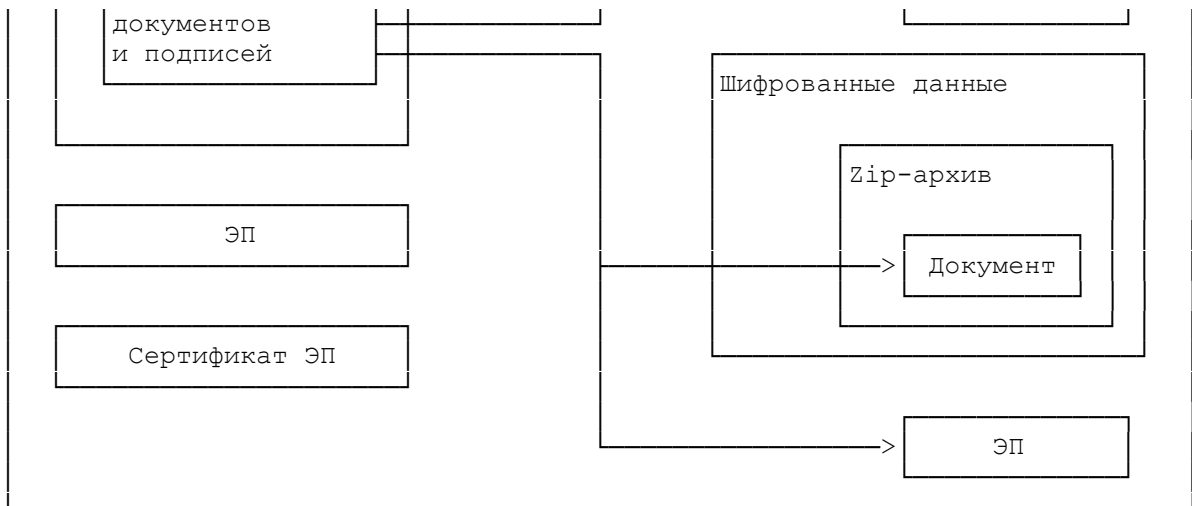 документов
и подписей
Шифрованные данные
Zip-архив
ЭП
> Документ
Сертификат ЭП
> ЭП